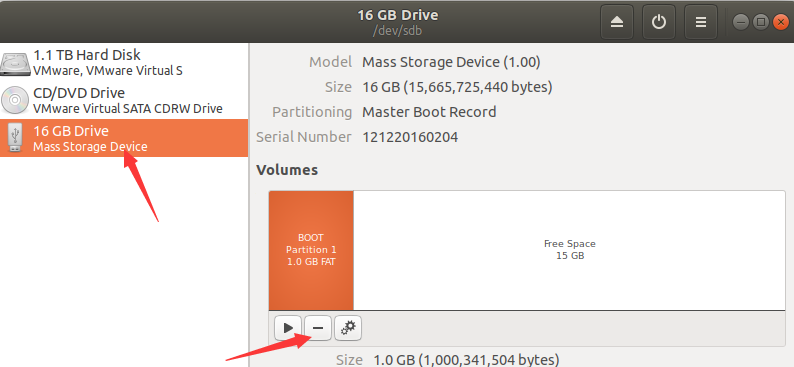 16 GB Drive
/dev/sdb
1.1 TB Hard Disk
VMware, VMware Virtual S
CD/DVD Drive
VMware Virtual SATA CDRW Drive
16 GB Drive
Mass Storage Device
Model Mass Storage Device (1.00)
Size 16 GB (15,665,725,440 bytes)
Partitioning Master Boot Record
Serial Number 121220160204
Volumes
BOOT
Partition 1
1.0 GB FAT
Free Space
15 GB
Size 1.0 GB (1,000,341,504 bytes)